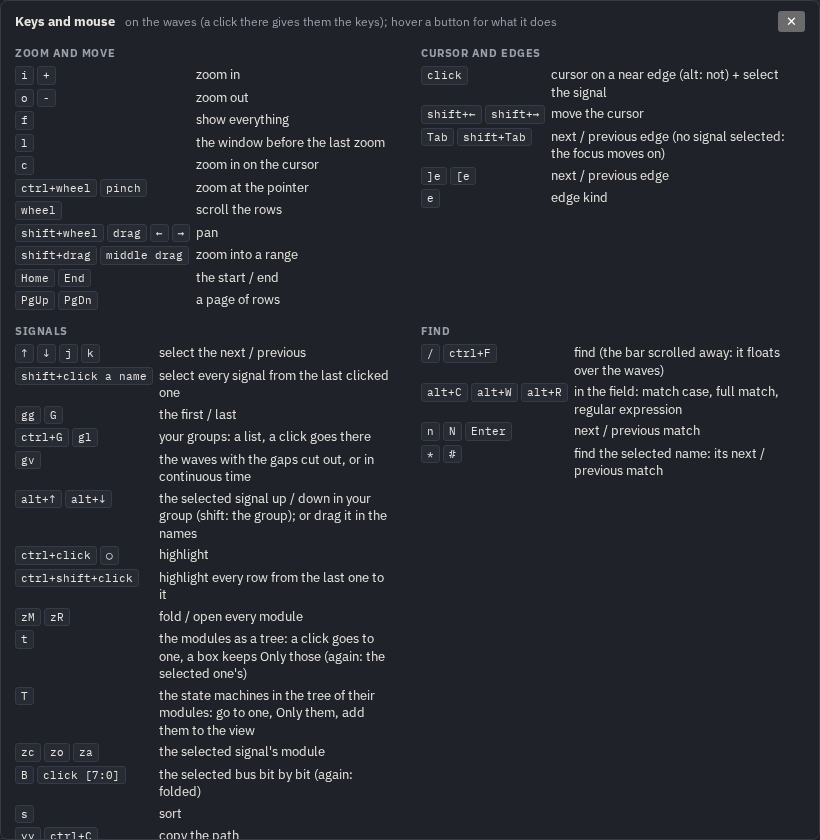 Keys and mouse on the waves (a click there gives them the keys); hover a button for what it does ✕
ZOOM AND MOVE
i + zoom in
o - zoom out
f show everything
l the window before the last zoom
c zoom in on the cursor
ctrl+wheel pinch zoom at the pointer
wheel scroll the rows
shift+wheel drag ← → pan
shift+drag middle drag zoom into a range
Home End the start / end
PgUp PgDn a page of rows
CURSOR AND EDGES
click cursor on a near edge (alt: not) + select
the signal
shift+← shift+→ move the cursor
Tab shift+Tab next / previous edge (no signal selected:
the focus moves on)
]e [e next / previous edge
e edge kind
SIGNALS
↑ ↓ j k select the next / previous
shift+click a name select every signal from the last clicked
one
gg G the first / last
ctrl+G gl your groups: a list, a click goes there
gv the waves with the gaps cut out, or in
continuous time
alt+↑ alt+↓ the selected signal up / down in your
group (shift: the group); or drag it in the
names
ctrl+click ○ highlight
ctrl+shift+click highlight every row from the last one to
it
zM zR fold / open every module
t the modules as a tree: a click goes to
one, a box keeps Only those (again: the
selected one's)
T the state machines in the tree of their
modules: go to one, Only them, add
them to the view
zc zo za the selected signal's module
B click [7:0] the selected bus bit by bit (again:
folded)
s sort
yy ctrl+C copy the path
FIND
/ ctrl+F find (the bar scrolled away: it floats
over the waves)
alt+C alt+W alt+R in the field: match case, full match,
regular expression
n N Enter next / previous match
* # find the selected name: its next /
previous match